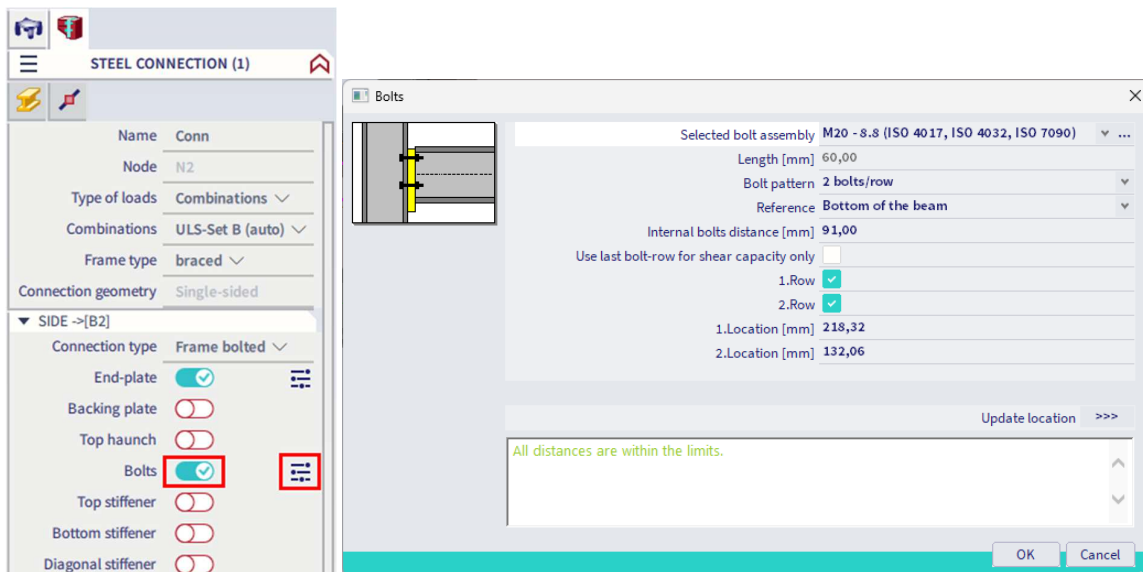 STEEL CONNECTION (1)
Name Conn
Node N2
Type of loads Combinations
Combinations ULS-Set B (auto)
Frame type braced
Connection geometry Single-sided
SIDE ->[B2]
Connection type Frame bolted
End-plate
Backing plate
Top haunch
Bolts
Top stiffener
Bottom stiffener
Diagonal stiffener
Bolts
Selected bolt assembly M20 - 8.8 (ISO 4017, ISO 4032, ISO 7090) ...
Length [mm] 60,00
Bolt pattern 2 bolts/row
Reference Bottom of the beam
Internal bolts distance [mm] 91,00
Use last bolt-row for shear capacity only
1.Row
2.Row
1.Location [mm] 218,32
2.Location [mm] 132,06
Update location >>>
All distances are within the limits.
OK Cancel